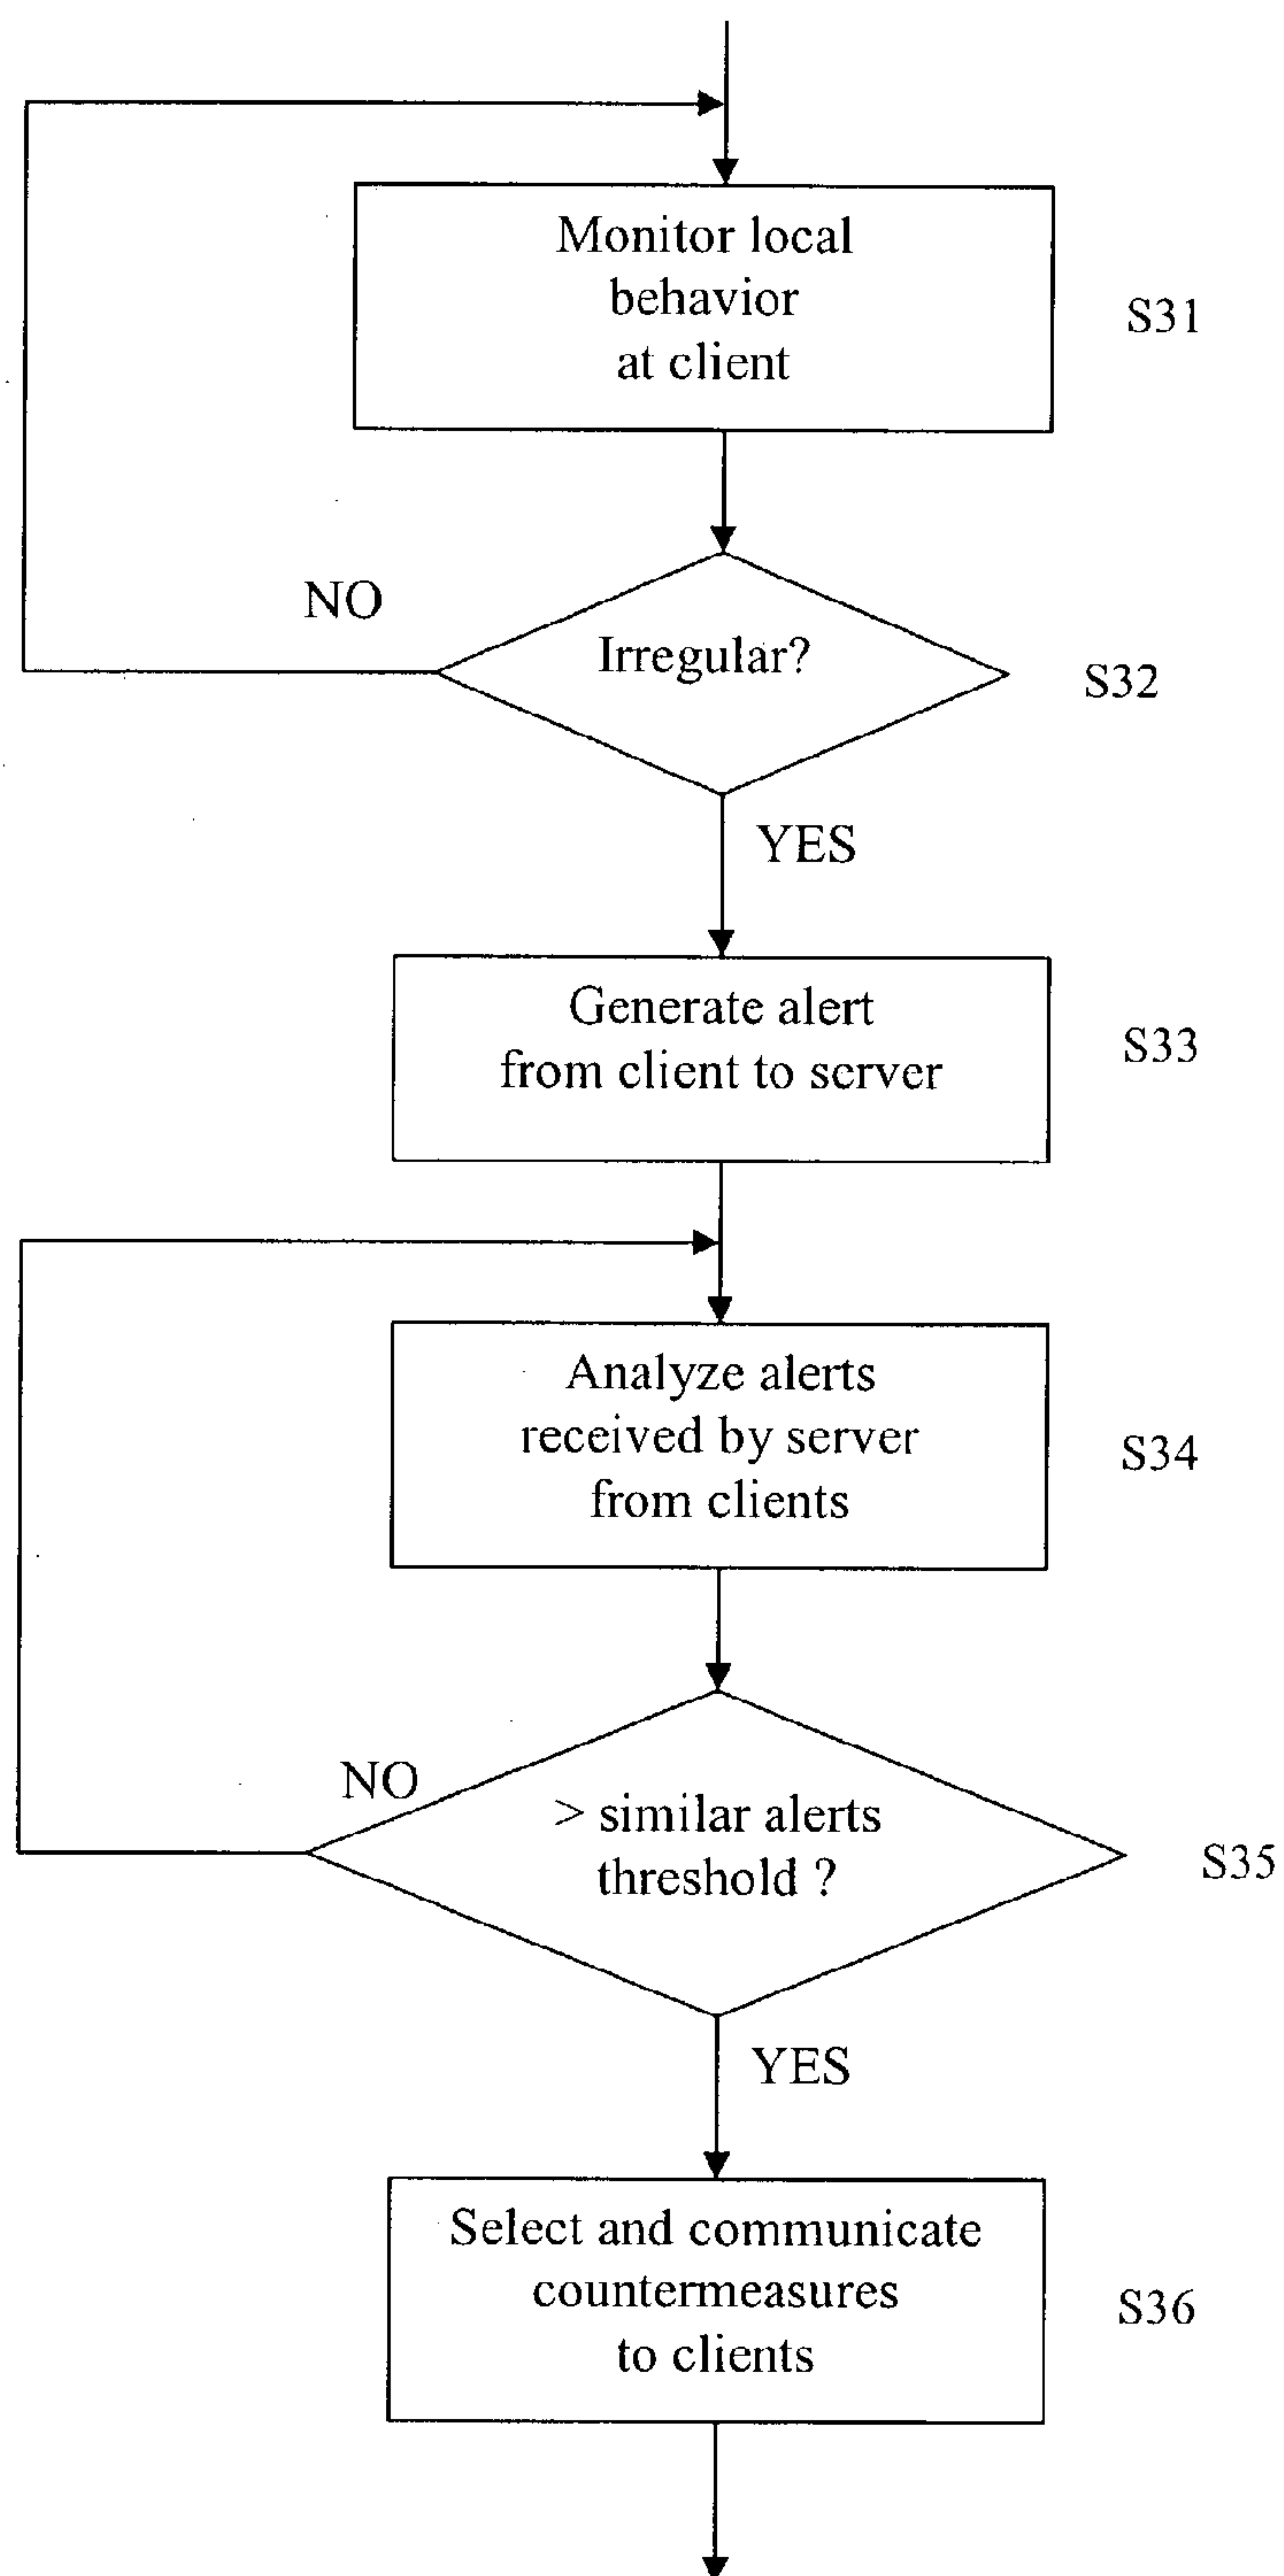 Monitor local
behavior
at client
S31
NO
Irregular?
S32
YES
Generate alert
from client to server
S33
Analyze alerts
received by server
from clients
S34
NO
> similar alerts
threshold ?
S35
YES
Select and communicate
countermeasures
to clients
S36